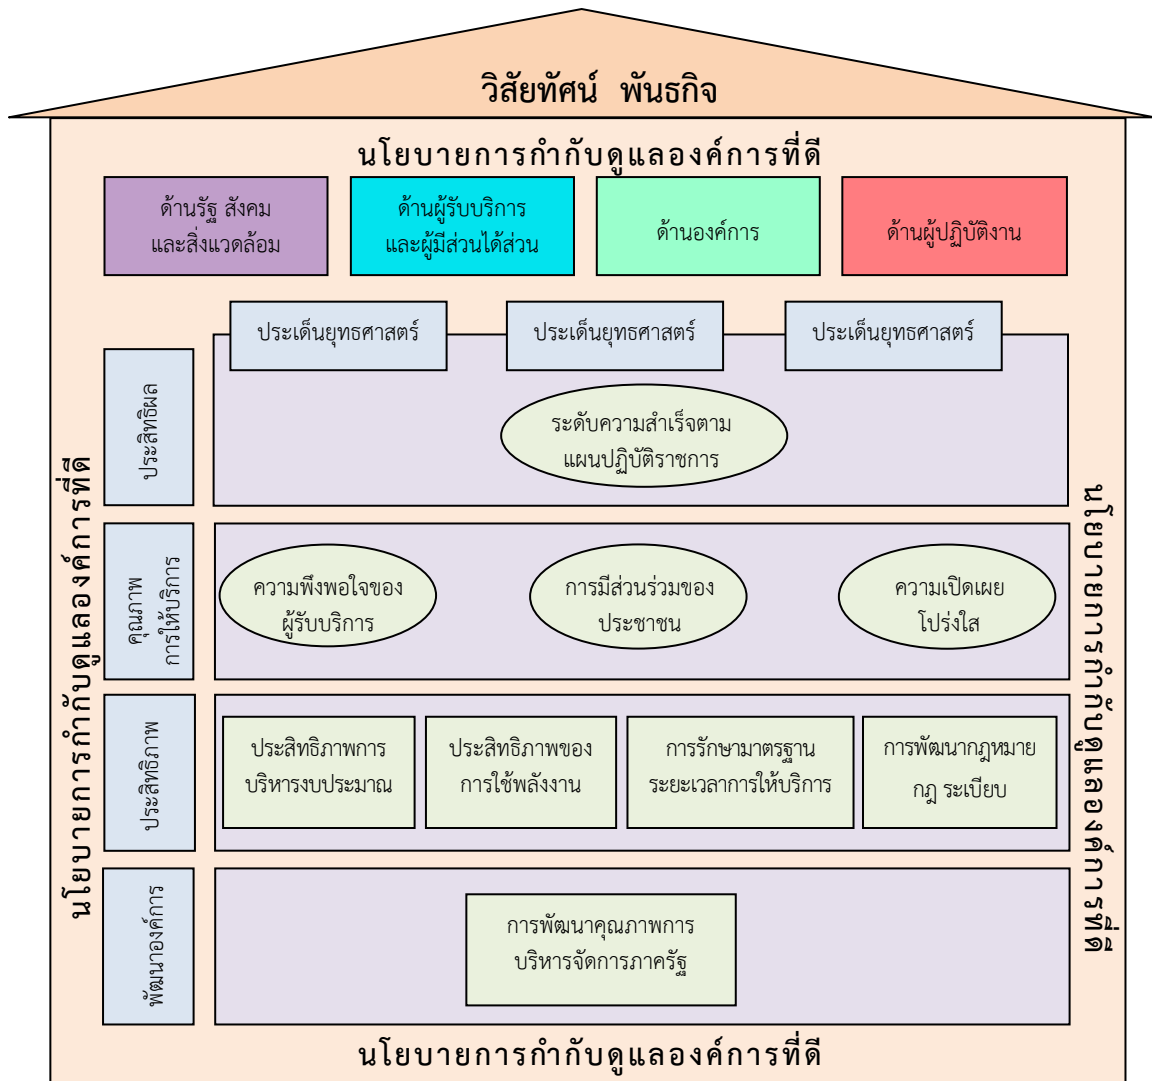 วิสัยทัศน์ พันธกิจ
นโยบายการกำกับดูแลองค์การที่ดี
ด้านรัฐ สังคม
และสิ่งแวดล้อม
ด้านผู้รับบริการ
และผู้มีส่วนได้ส่วน
ด้านองค์การ
ด้านผู้ปฏิบัติงาน
ประเด็นยุทธศาสตร์
ประเด็นยุทธศาสตร์
ประเด็นยุทธศาสตร์
ประสิทธิผล
ระดับความสำเร็จตาม
แผนปฏิบัติราชการ
นโยบายการกำกับดูแลองค์การที่ดี
นโยบายการกำกับดูแลองค์การที่ดี
คุณภาพ
การให้บริการ
ความพึงพอใจของ
ผู้รับบริการ
การมีส่วนร่วมของ
ประชาชน
ความเปิดเผย
โปร่งใส
ประสิทธิภาพ
ประสิทธิภาพการ
บริหารงบประมาณ
ประสิทธิภาพของ
การใช้พลังงาน
การรักษามาตรฐาน
ระยะเวลาการให้บริการ
การพัฒนากฎหมาย
กฎ ระเบียบ
พัฒนาองค์การ
การพัฒนาคุณภาพการ
บริหารจัดการภาครัฐ
นโยบายการกำกับดูแลองค์การที่ดี